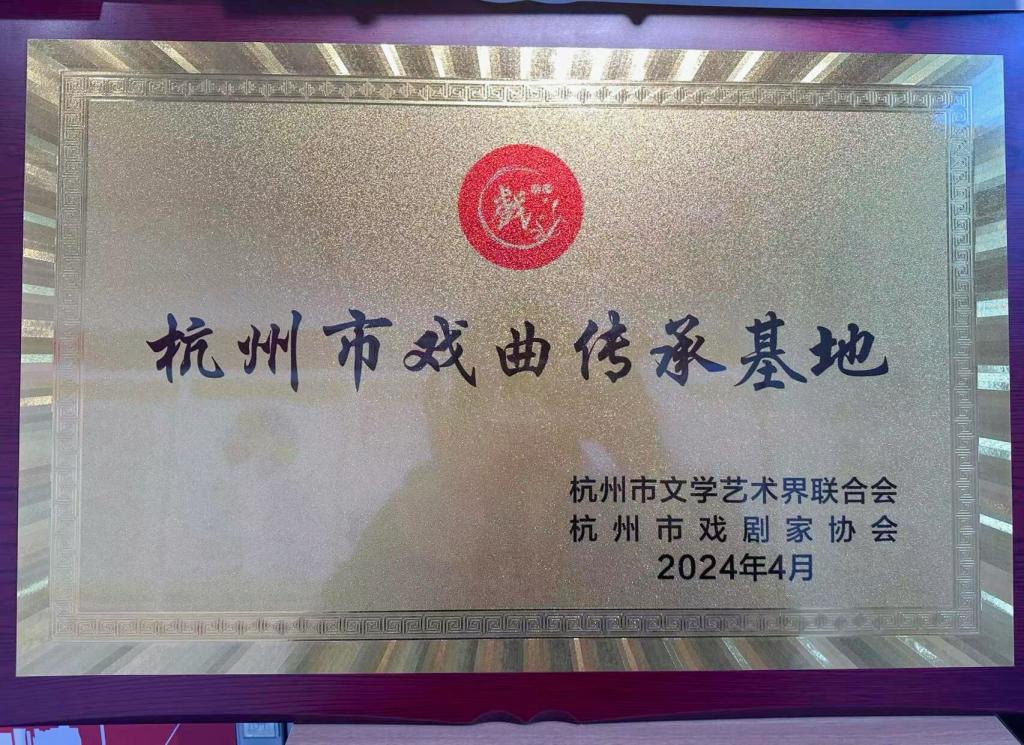 戲
杭州市戏曲传承基地
杭州市文学艺术界联合会
杭州市戏剧家协会
2024年4月